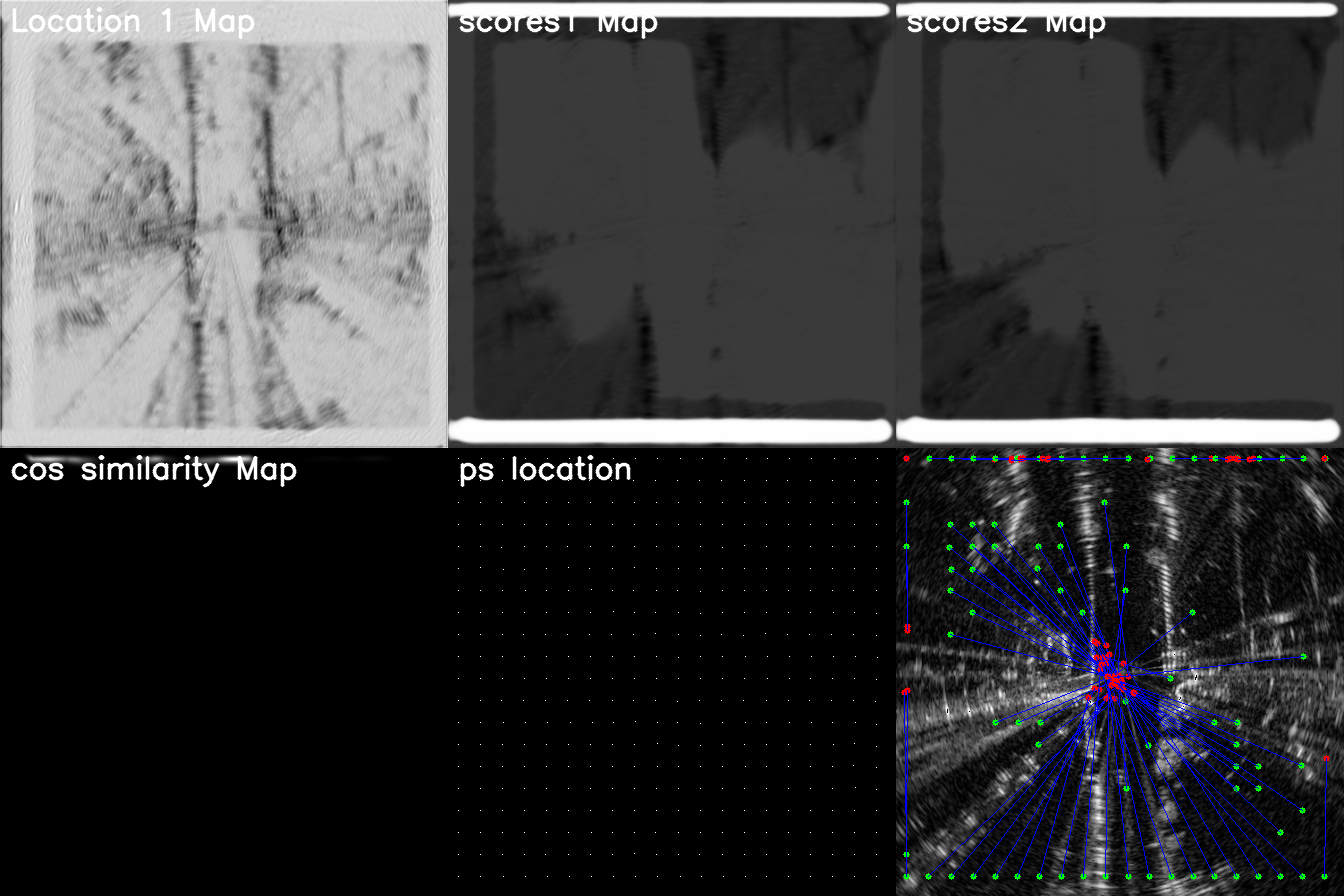 Location 1 Map
scores1 Map
scores2 Map
cos similarity Map
ps location